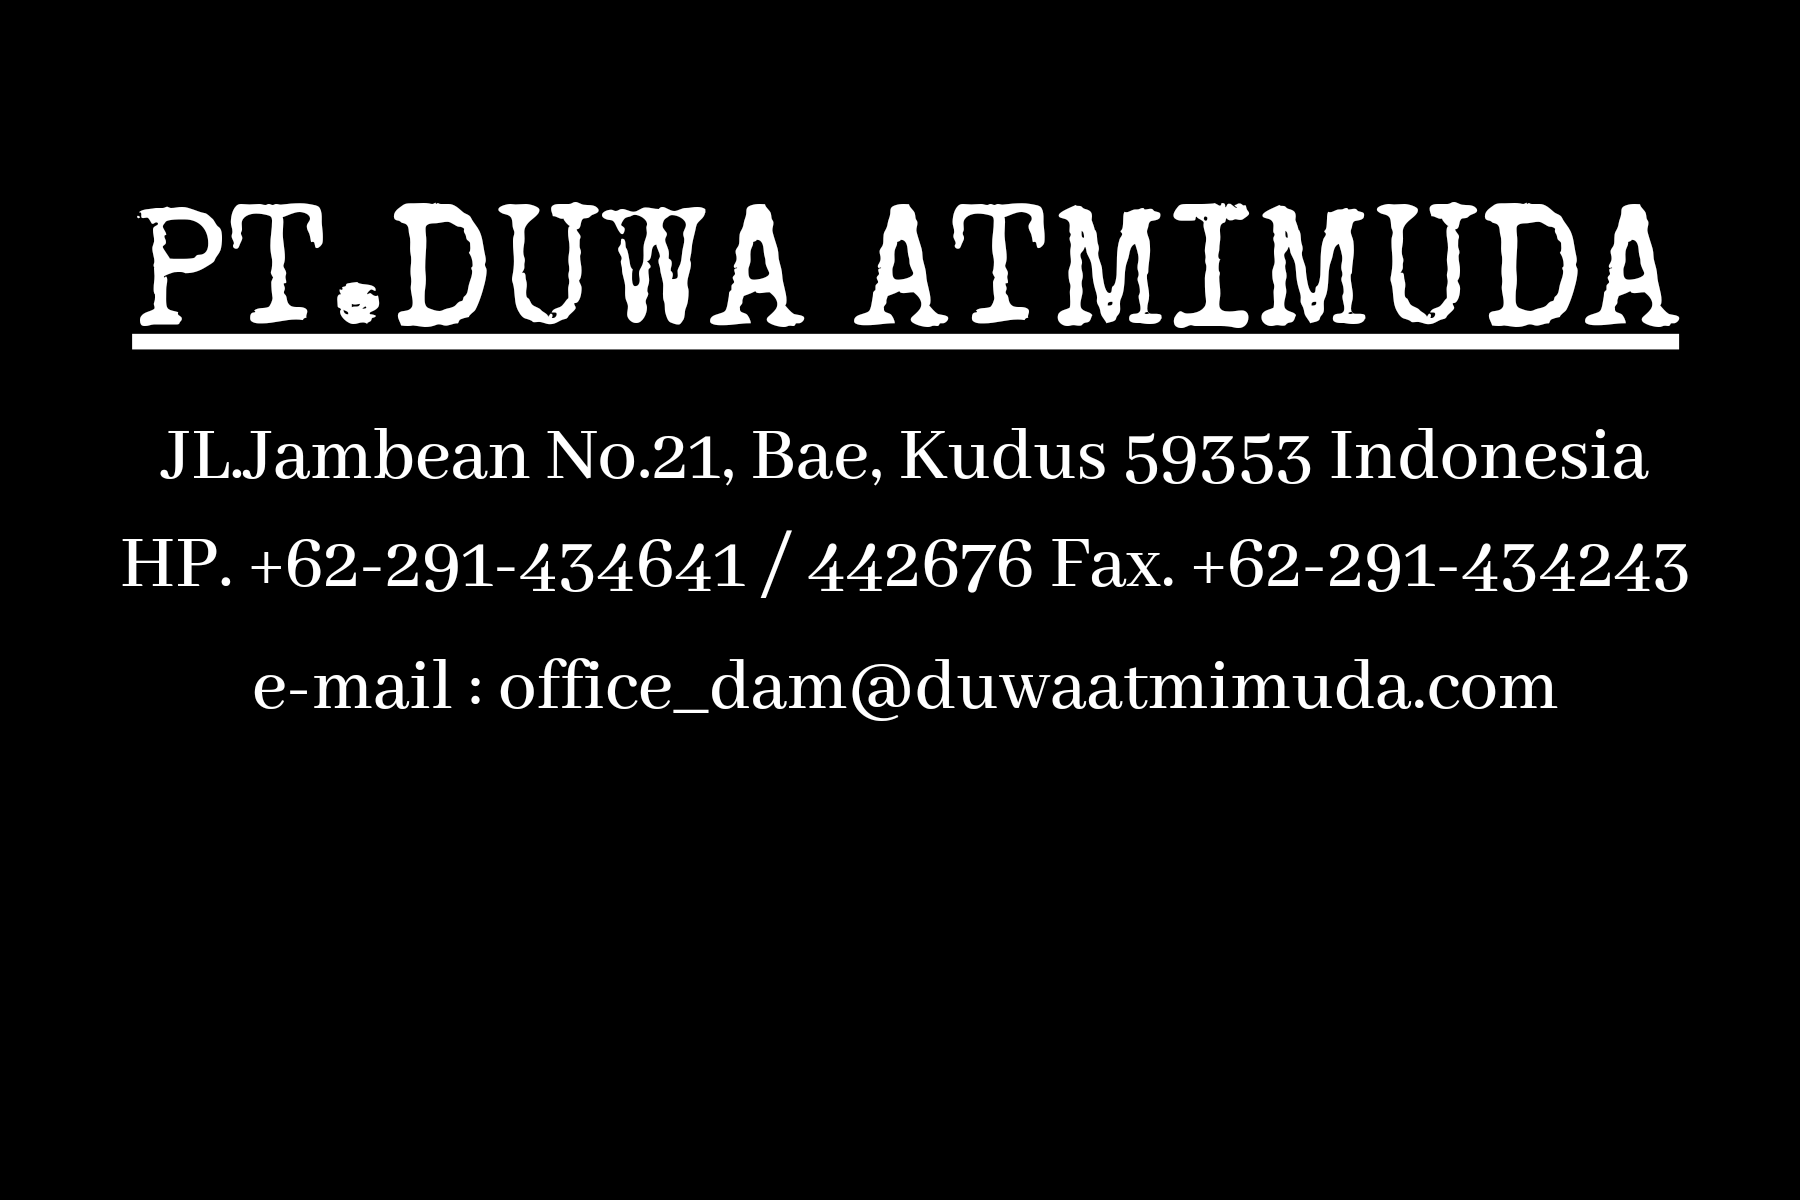 PT.DUWA ATMIMUDA
JL.Jambean No.21, Bae, Kudus 59353 Indonesia
HP. +62-291-434641 / 442676 Fax. +62-291-434243
e-mail : office_dam@duwaatmimuda.com